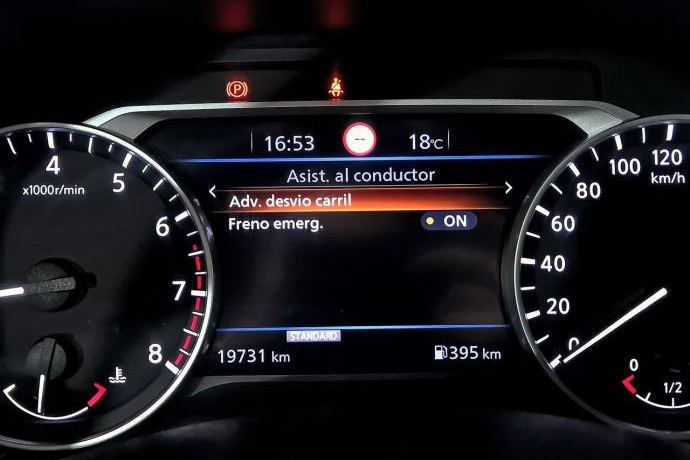 (P)
16:53 -- 18°C
Asist. al conductor
Adv. desvio carril
Freno emerg. ON
STANDARD
19731 km 395 km
4
x1000r/min
5
6
7
8
120
100 km/h
80
60
40
20
0
0
1/2